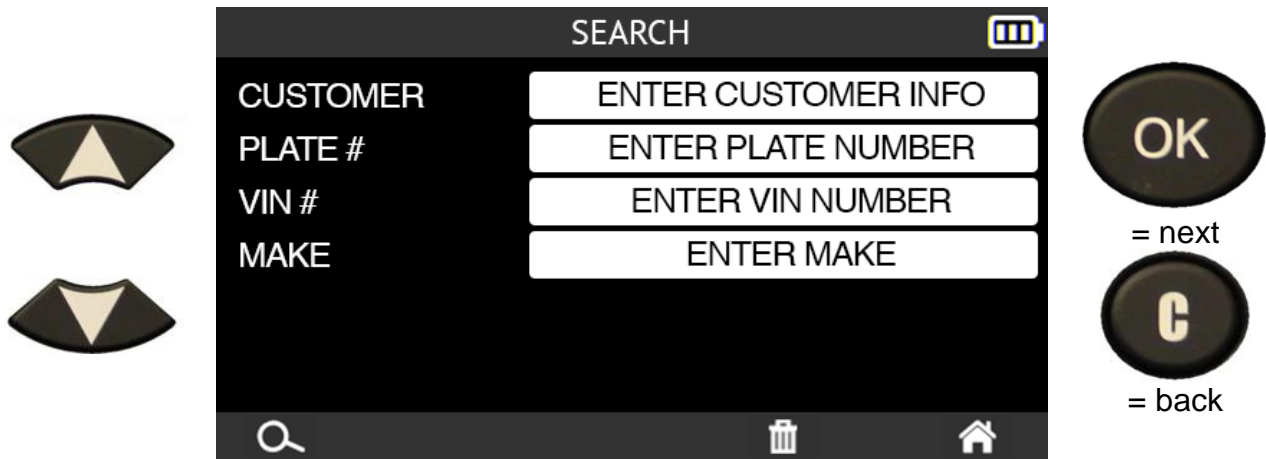 SEARCH
CUSTOMER ENTER CUSTOMER INFO
PLATE # ENTER PLATE NUMBER
VIN # ENTER VIN NUMBER
MAKE ENTER MAKE
OK
= next
C
= back